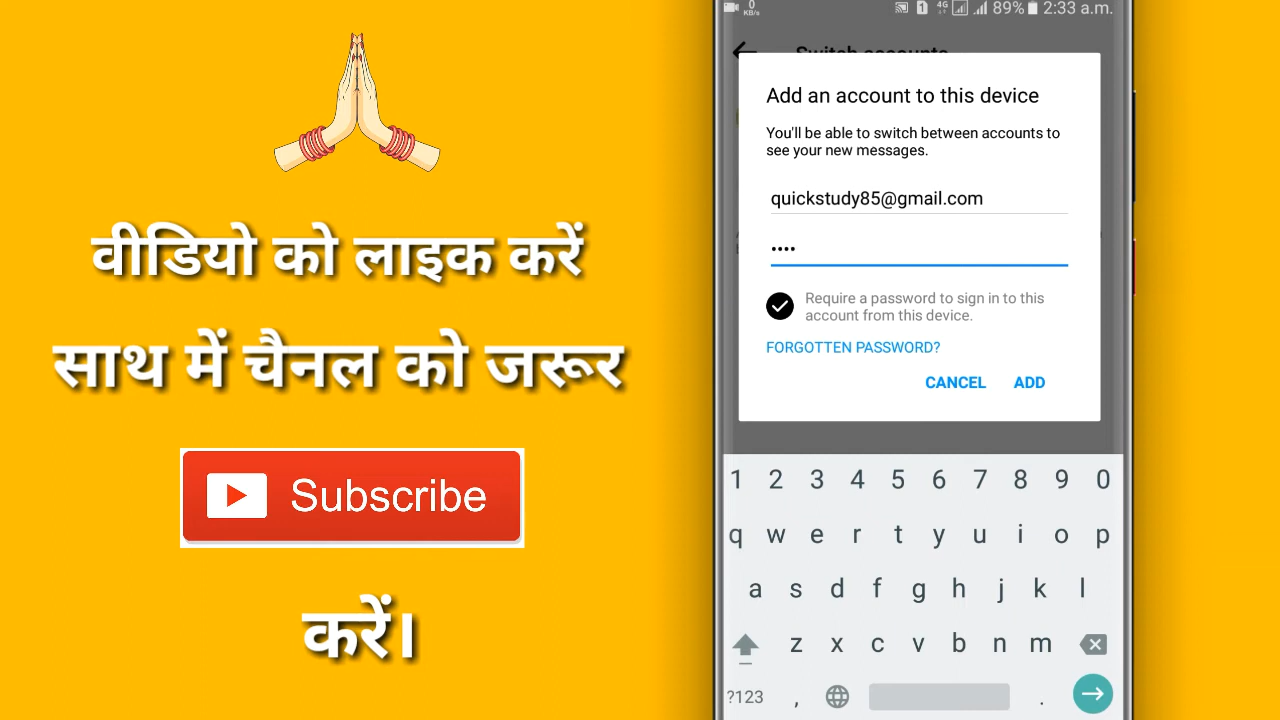 वीडियो को लाइक करें
साथ में चैनल को जरूर
Subscribe
करें।
0
KB/s
1
4G
89%
2:33 a.m.
Switch accounts
Add an account to this device
You'll be able to switch between accounts to
see your new messages.
quickstudy85@gmail.com
••••
Require a password to sign in to this
account from this device.
FORGOTTEN PASSWORD?
CANCEL ADD
1 2 3 4 5 6 7 8 9 0
q w e r t y u i o p
a s d f g h j k l
z x c v b n m
?123 , .